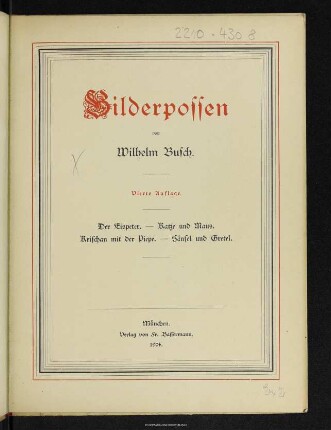 2210 . 430 8
Bilderpossen
von
Wilhelm Busch.
Vierte Auflage.
Der Eispeter. — Katze und Maus.
Krischan mit der Piepe. — Hänsel und Gretel.
München.
Verlag von Fr. Bassermann.